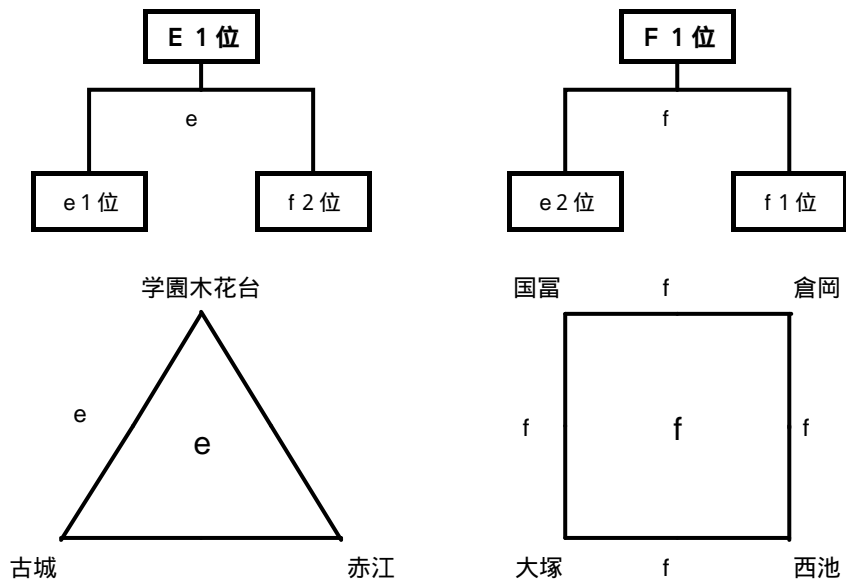 E 1 位 F 1 位
e f
e 1 位 f 2 位 e 2 位 f 1 位
学園木花台 国冨 f 倉岡
e e f f f
古城 赤江 大塚 f 西池